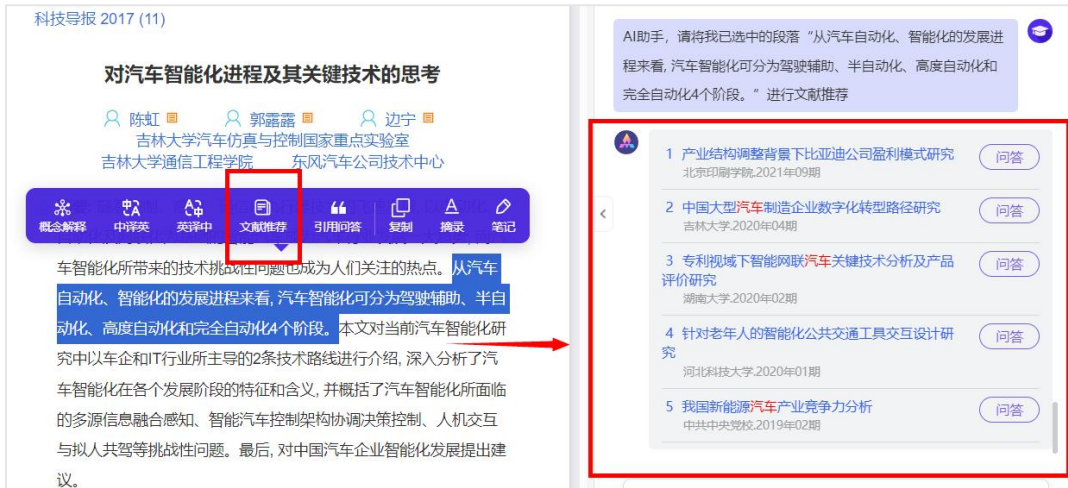 科技导报 2017 (11)
对汽车智能化进程及其关键技术的思考
陈虹 郭露露 边宁
吉林大学汽车仿真与控制国家重点实验室
吉林大学通信工程学院 东风汽车公司技术中心
概念解释 中译英 英译中 文献推荐 引用问答 复制 摘录 笔记
车智能化所带来的技术挑战性问题也成为人们关注的热点。从汽车
自动化、智能化的发展进程来看, 汽车智能化可分为驾驶辅助、半自
动化、高度自动化和完全自动化4个阶段。本文对当前汽车智能化研
究中以车企和IT行业所主导的2条技术路线进行介绍, 深入分析了汽
车智能化在各个发展阶段的特征和含义, 并概括了汽车智能化所面临
的多源信息融合感知、智能汽车控制架构协调决策控制、人机交互
与拟人共驾等挑战性问题。最后, 对中国汽车企业智能化发展提出建
议。
AI助手，请将我已选中的段落“从汽车自动化、智能化的发展进
程来看, 汽车智能化可分为驾驶辅助、半自动化、高度自动化和
完全自动化4个阶段。”进行文献推荐
1 产业结构调整背景下比亚迪公司盈利模式研究 问答
北京印刷学院.2021年09期
2 中国大型汽车制造企业数字化转型路径研究 问答
吉林大学.2020年04期
3 专利视域下智能网联汽车关键技术分析及产品 问答
评价研究
湖南大学.2020年02期
4 针对老年人的智能化公共交通工具交互设计研 问答
究
河北科技大学.2020年01期
5 我国新能源汽车产业竞争力分析 问答
中共中央党校.2019年02期